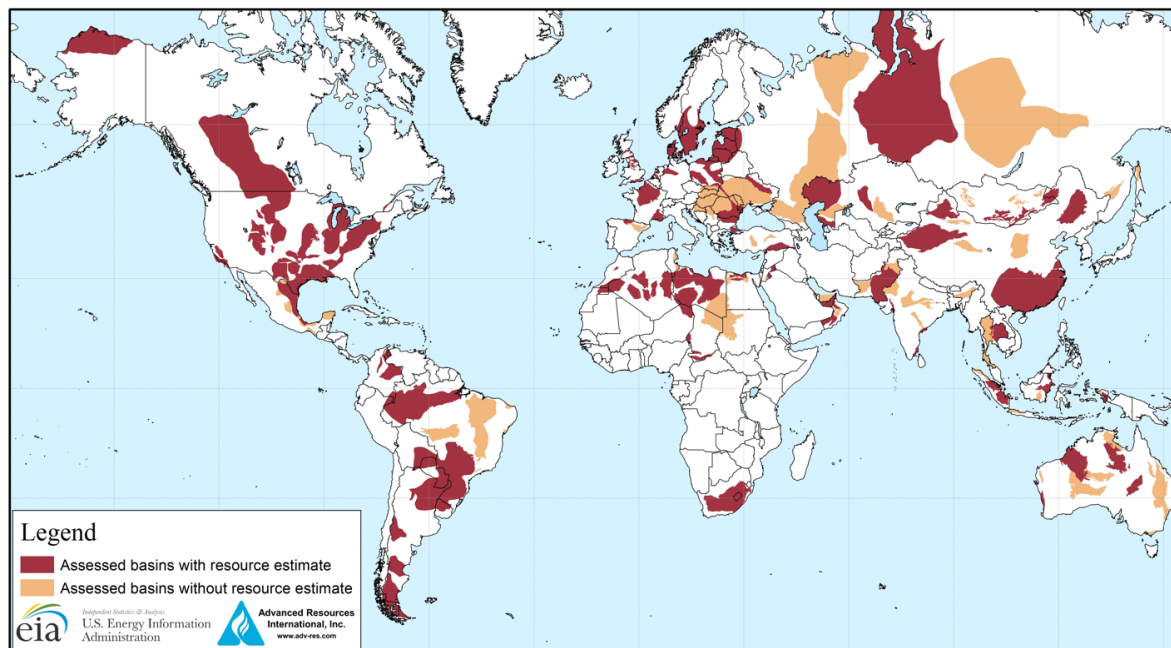 Legend
Assessed basins with resource estimate
Assessed basins without resource estimate
eia
Independent Statistics & Analysis
U.S. Energy Information
Administration
Advanced Resources
International, Inc.
www.adv-res.com